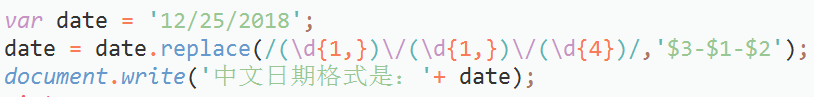 var date = '12/25/2018';
date = date.replace(/(\d{1,})\/(\d{1,})\/(\d{4})/,'$3-$1-$2');
document.write('中文日期格式是：'+ date);